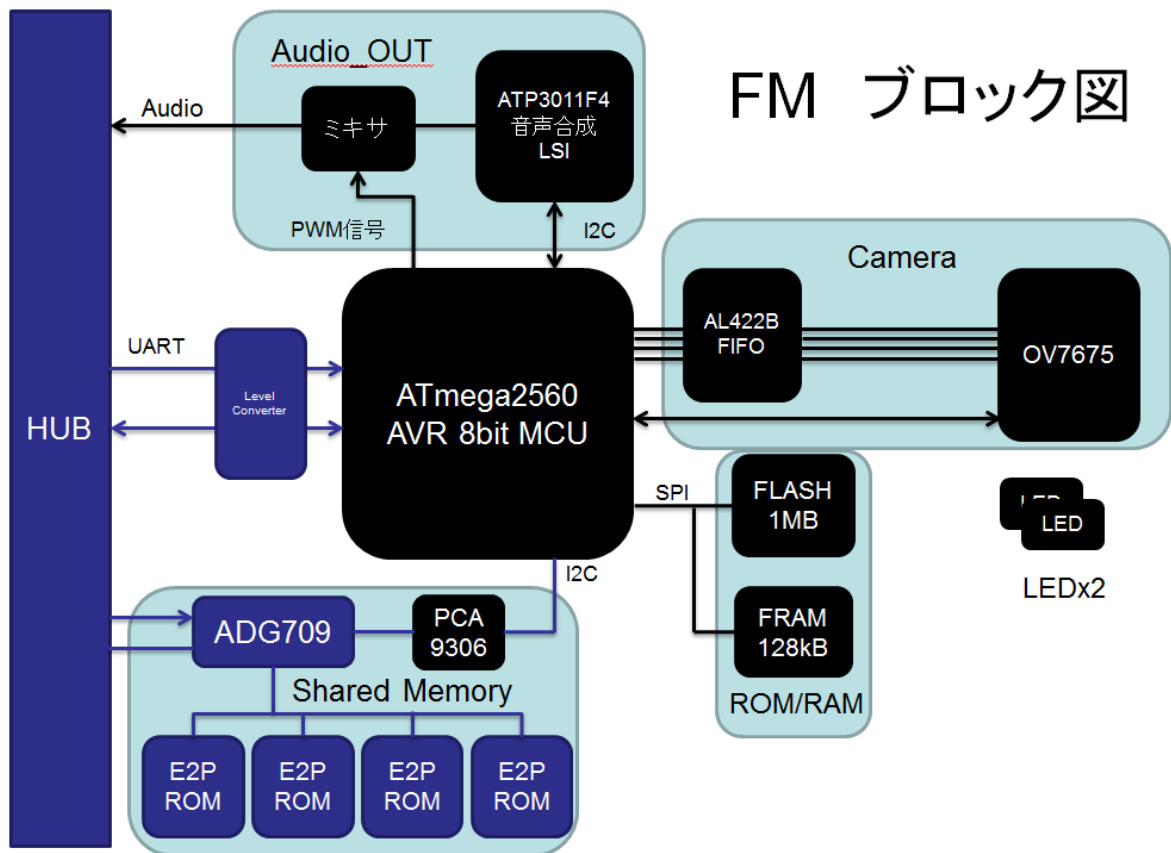 FM ブロック図
Audio_OUT
Audio
ミキサ
ATP3011F4
音声合成
LSI
PWM信号
I2C
Camera
AL422B
FIFO
OV7675
UART
Level
Converter
HUB
ATmega2560
AVR 8bit MCU
SPI
FLASH
1MB
LED
LED
LEDx2
I2C
FRAM
128kB
ROM/RAM
ADG709
PCA
9306
Shared Memory
E2P
ROM
E2P
ROM
E2P
ROM
E2P
ROM